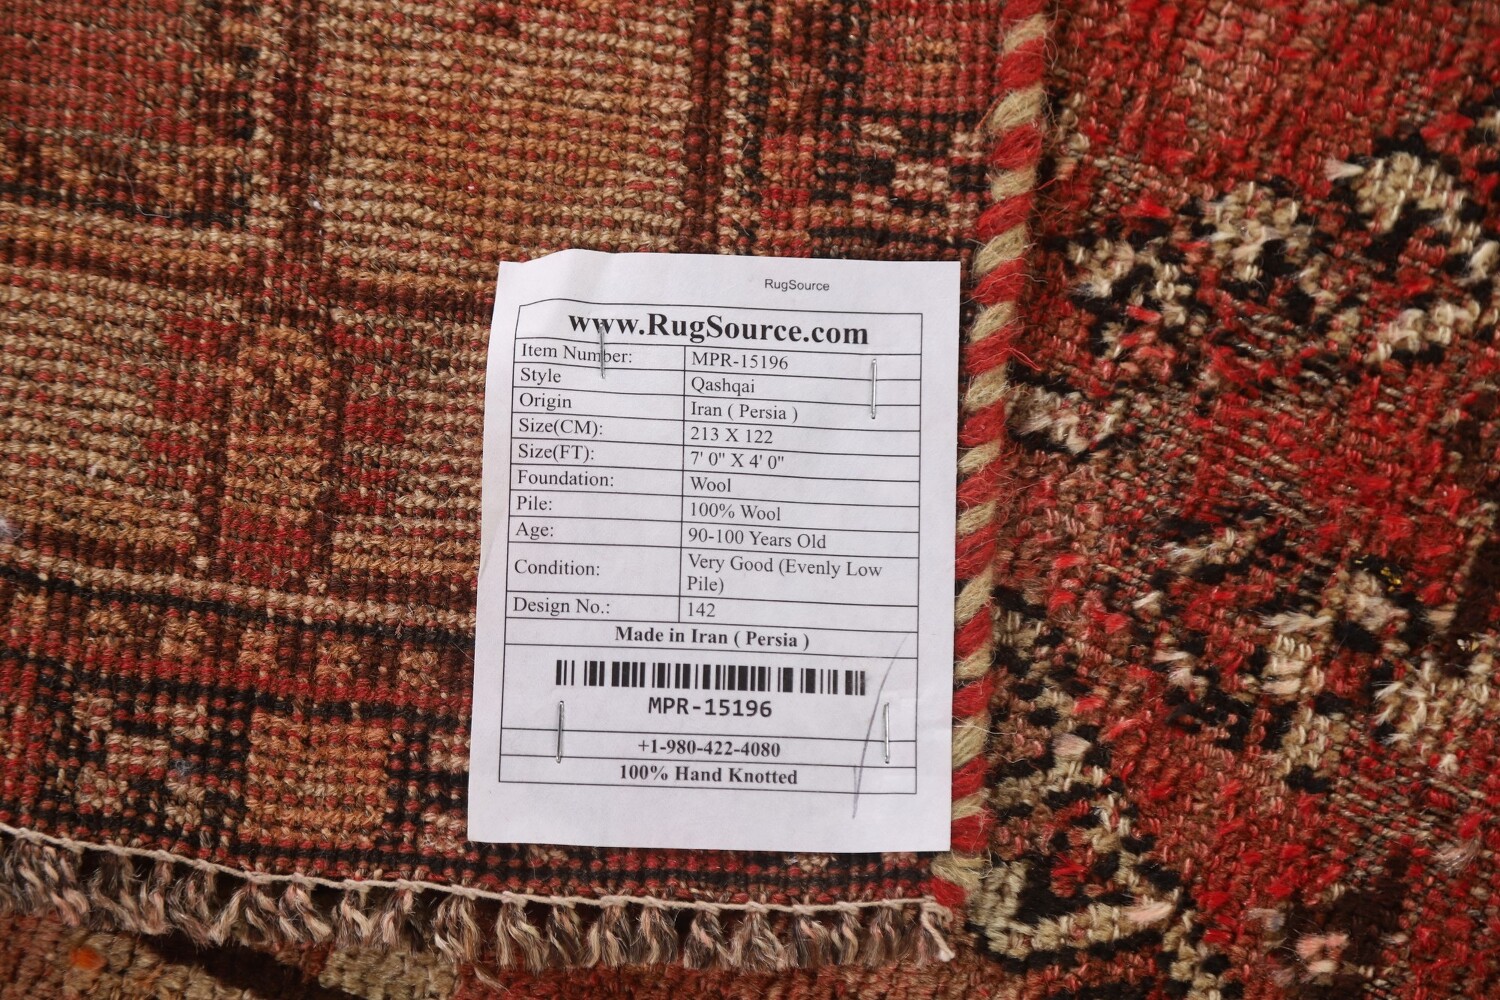 RugSource
www.RugSource.com
Item Number: MPR-15196
Style Qashqai
Origin Iran ( Persia )
Size(CM): 213 X 122
Size(FT): 7' 0" X 4' 0"
Foundation: Wool
Pile: 100% Wool
Age: 90-100 Years Old
Condition: Very Good (Evenly Low
Pile)
Design No.: 142
Made in Iran ( Persia )
MPR-15196
+1-980-422-4080
100% Hand Knotted